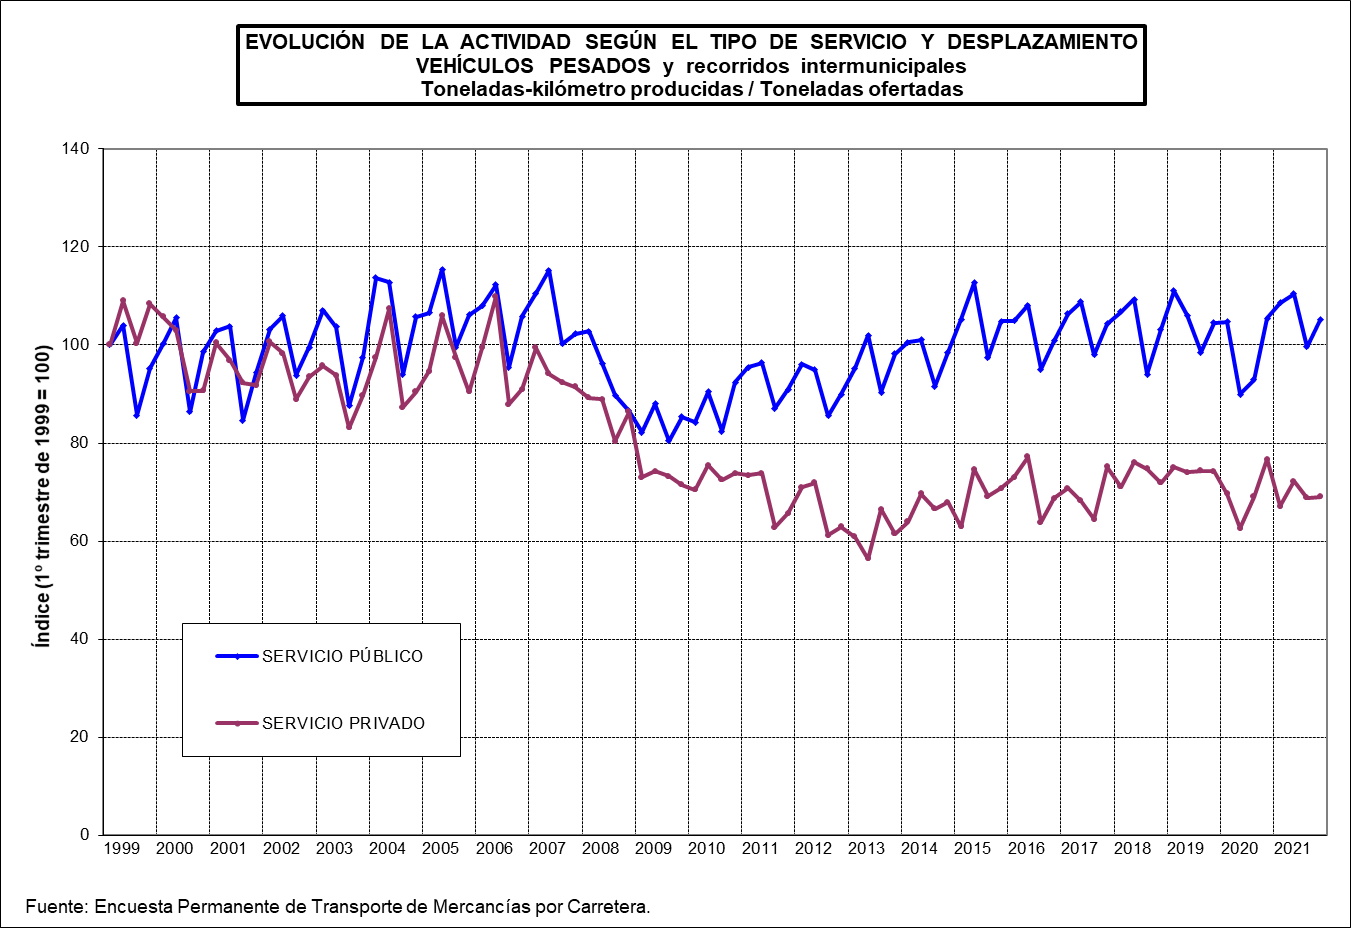 EVOLUCIÓN DE LA ACTIVIDAD SEGÚN EL TIPO DE SERVICIO Y DESPLAZAMIENTO
VEHÍCULOS PESADOS y recorridos intermunicipales
Toneladas-kilómetro producidas / Toneladas ofertadas
Índice (1º trimestre de 1999 = 100)
140
120
100
80
60
40
20
0
SERVICIO PÚBLICO
SERVICIO PRIVADO
1999 2000 2001 2002 2003 2004 2005 2006 2007 2008 2009 2010 2011 2012 2013 2014 2015 2016 2017 2018 2019 2020 2021
Fuente: Encuesta Permanente de Transporte de Mercancías por Carretera.